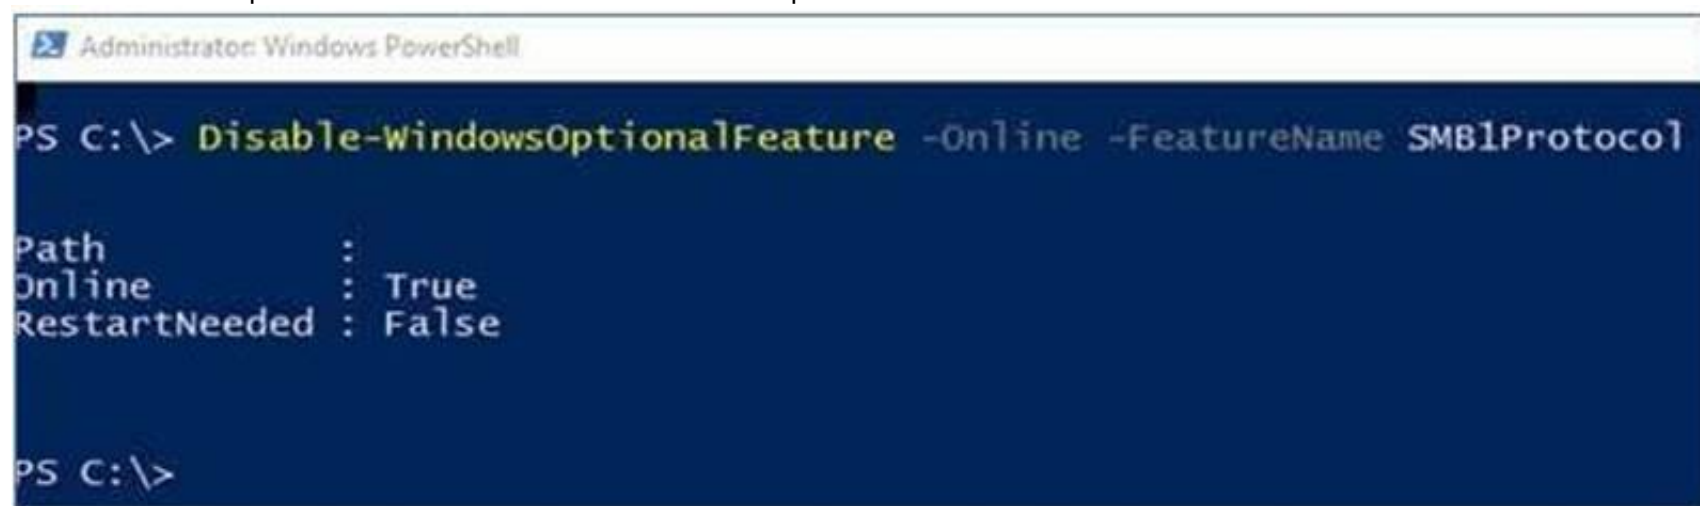 Administrator: Windows PowerShell
PS C:\> Disable-WindowsOptionalFeature -Online -FeatureName SMB1Protocol
Path :
Online : True
RestartNeeded : False
PS C:\>